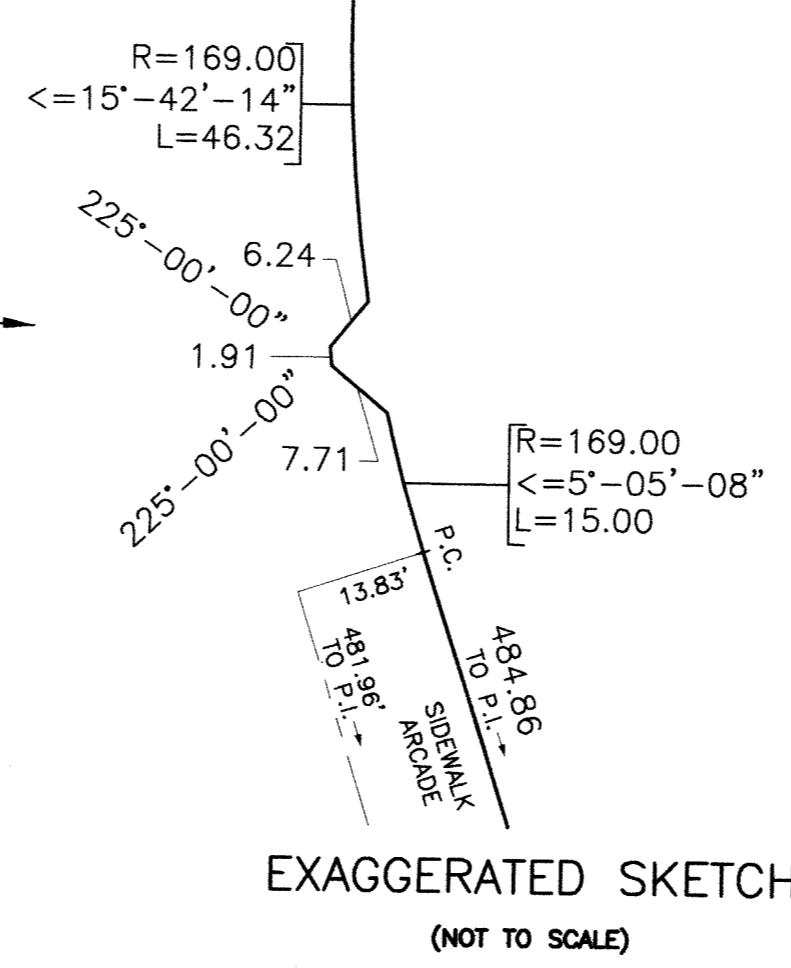 R=169.00
<=15°-42'-14"
L=46.32
225°-00'-00"
6.24
1.91
225°-00'-00"
7.71
R=169.00
<=5°-05'-08"
L=15.00
P.C.
13.83'
481.96'
TO P.I.
484.86
TO P.I.
SIDEWALK
ARCADE
EXAGGERATED SKETCH
(NOT TO SCALE)